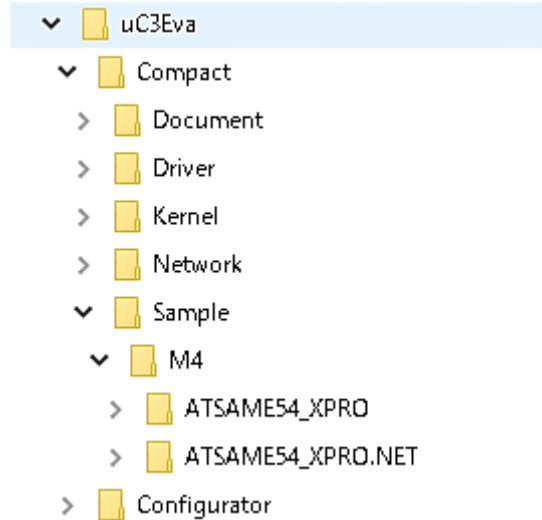 uC3Eva
Compact
Document
Driver
Kernel
Network
Sample
M4
ATSAME54_XPRO
ATSAME54_XPRO.NET
Configurator